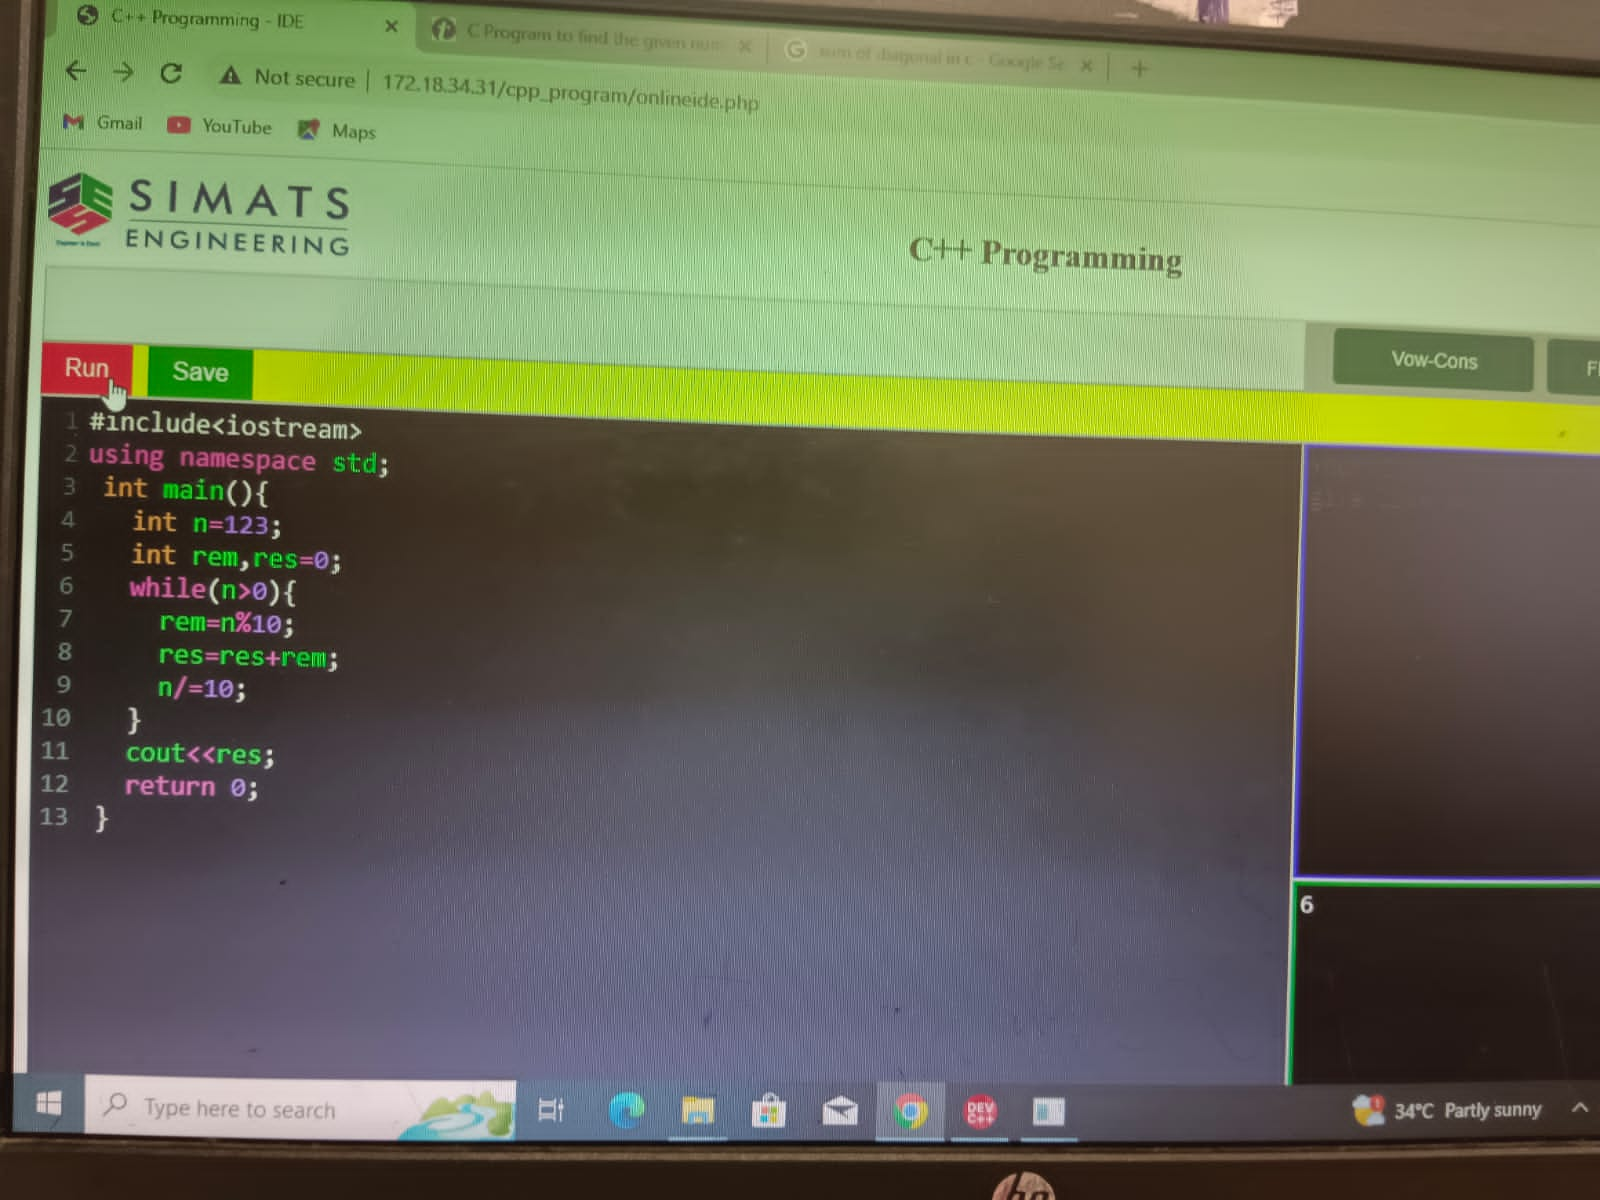 C++ Programming - IDE
C Program to find the given num
sum of diagonal in c - Google Se
Not secure | 172.18.34.31/cpp_program/onlineide.php
Gmail YouTube Maps
SIMATS
ENGINEERING
C++ Programming
Vow-Cons
Run Save
1 #include<iostream>
2 using namespace std;
3 int main(){
4 int n=123;
5 int rem,res=0;
6 while(n>0){
7 rem=n%10;
8 res=res+rem;
9 n/=10;
10 }
11 cout<<res;
12 return 0;
13 }
6
Type here to search
DEV C++
34°C Partly sunny
hp